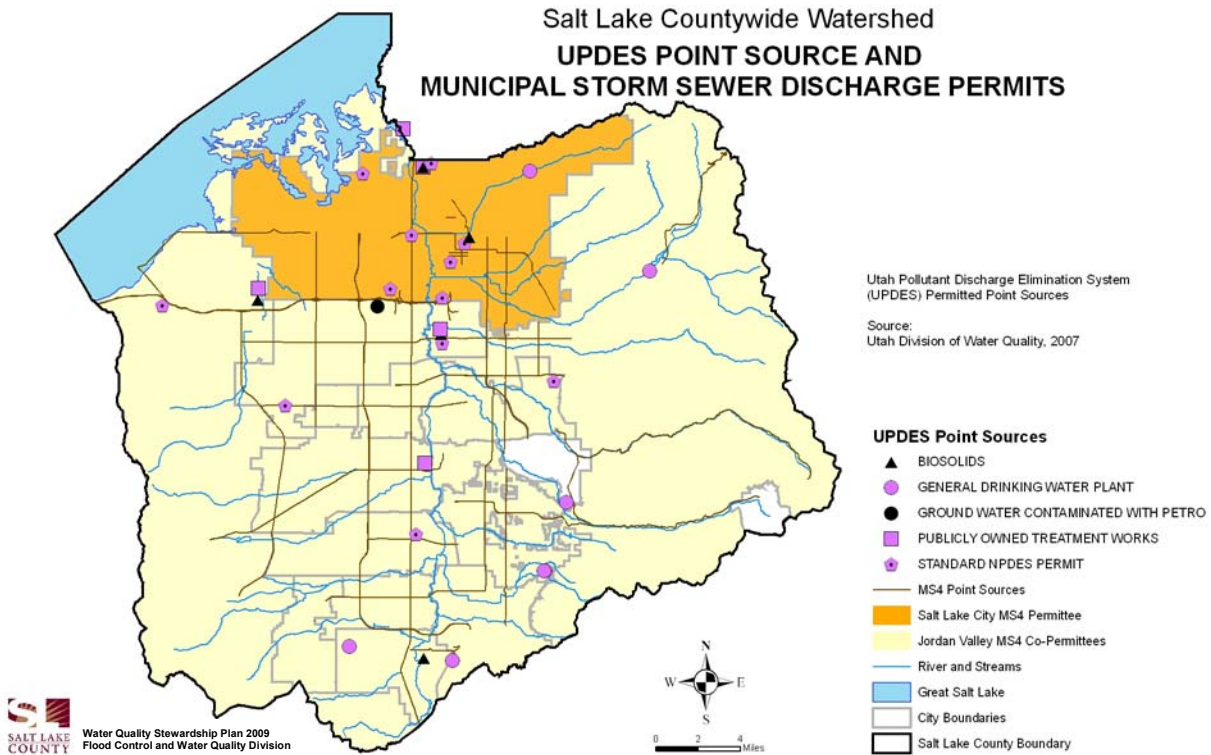 Salt Lake Countywide Watershed
UPDES POINT SOURCE AND
MUNICIPAL STORM SEWER DISCHARGE PERMITS
Utah Pollutant Discharge Elimination System
(UPDES) Permitted Point Sources
Source:
Utah Division of Water Quality, 2007
UPDES Point Sources
BIOSOLIDS
GENERAL DRINKING WATER PLANT
GROUND WATER CONTAMINATED WITH PETRO
PUBLICLY OWNED TREATMENT WORKS
STANDARD NPDES PERMIT
MS4 Point Sources
Salt Lake City MS4 Permittee
Jordan Valley MS4 Co-Permittees
River and Streams
Great Salt Lake
City Boundaries
Salt Lake County Boundary
N
W E
S
0 2 4
Miles
SL
SALT LAKE
COUNTY
Water Quality Stewardship Plan 2009
Flood Control and Water Quality Division